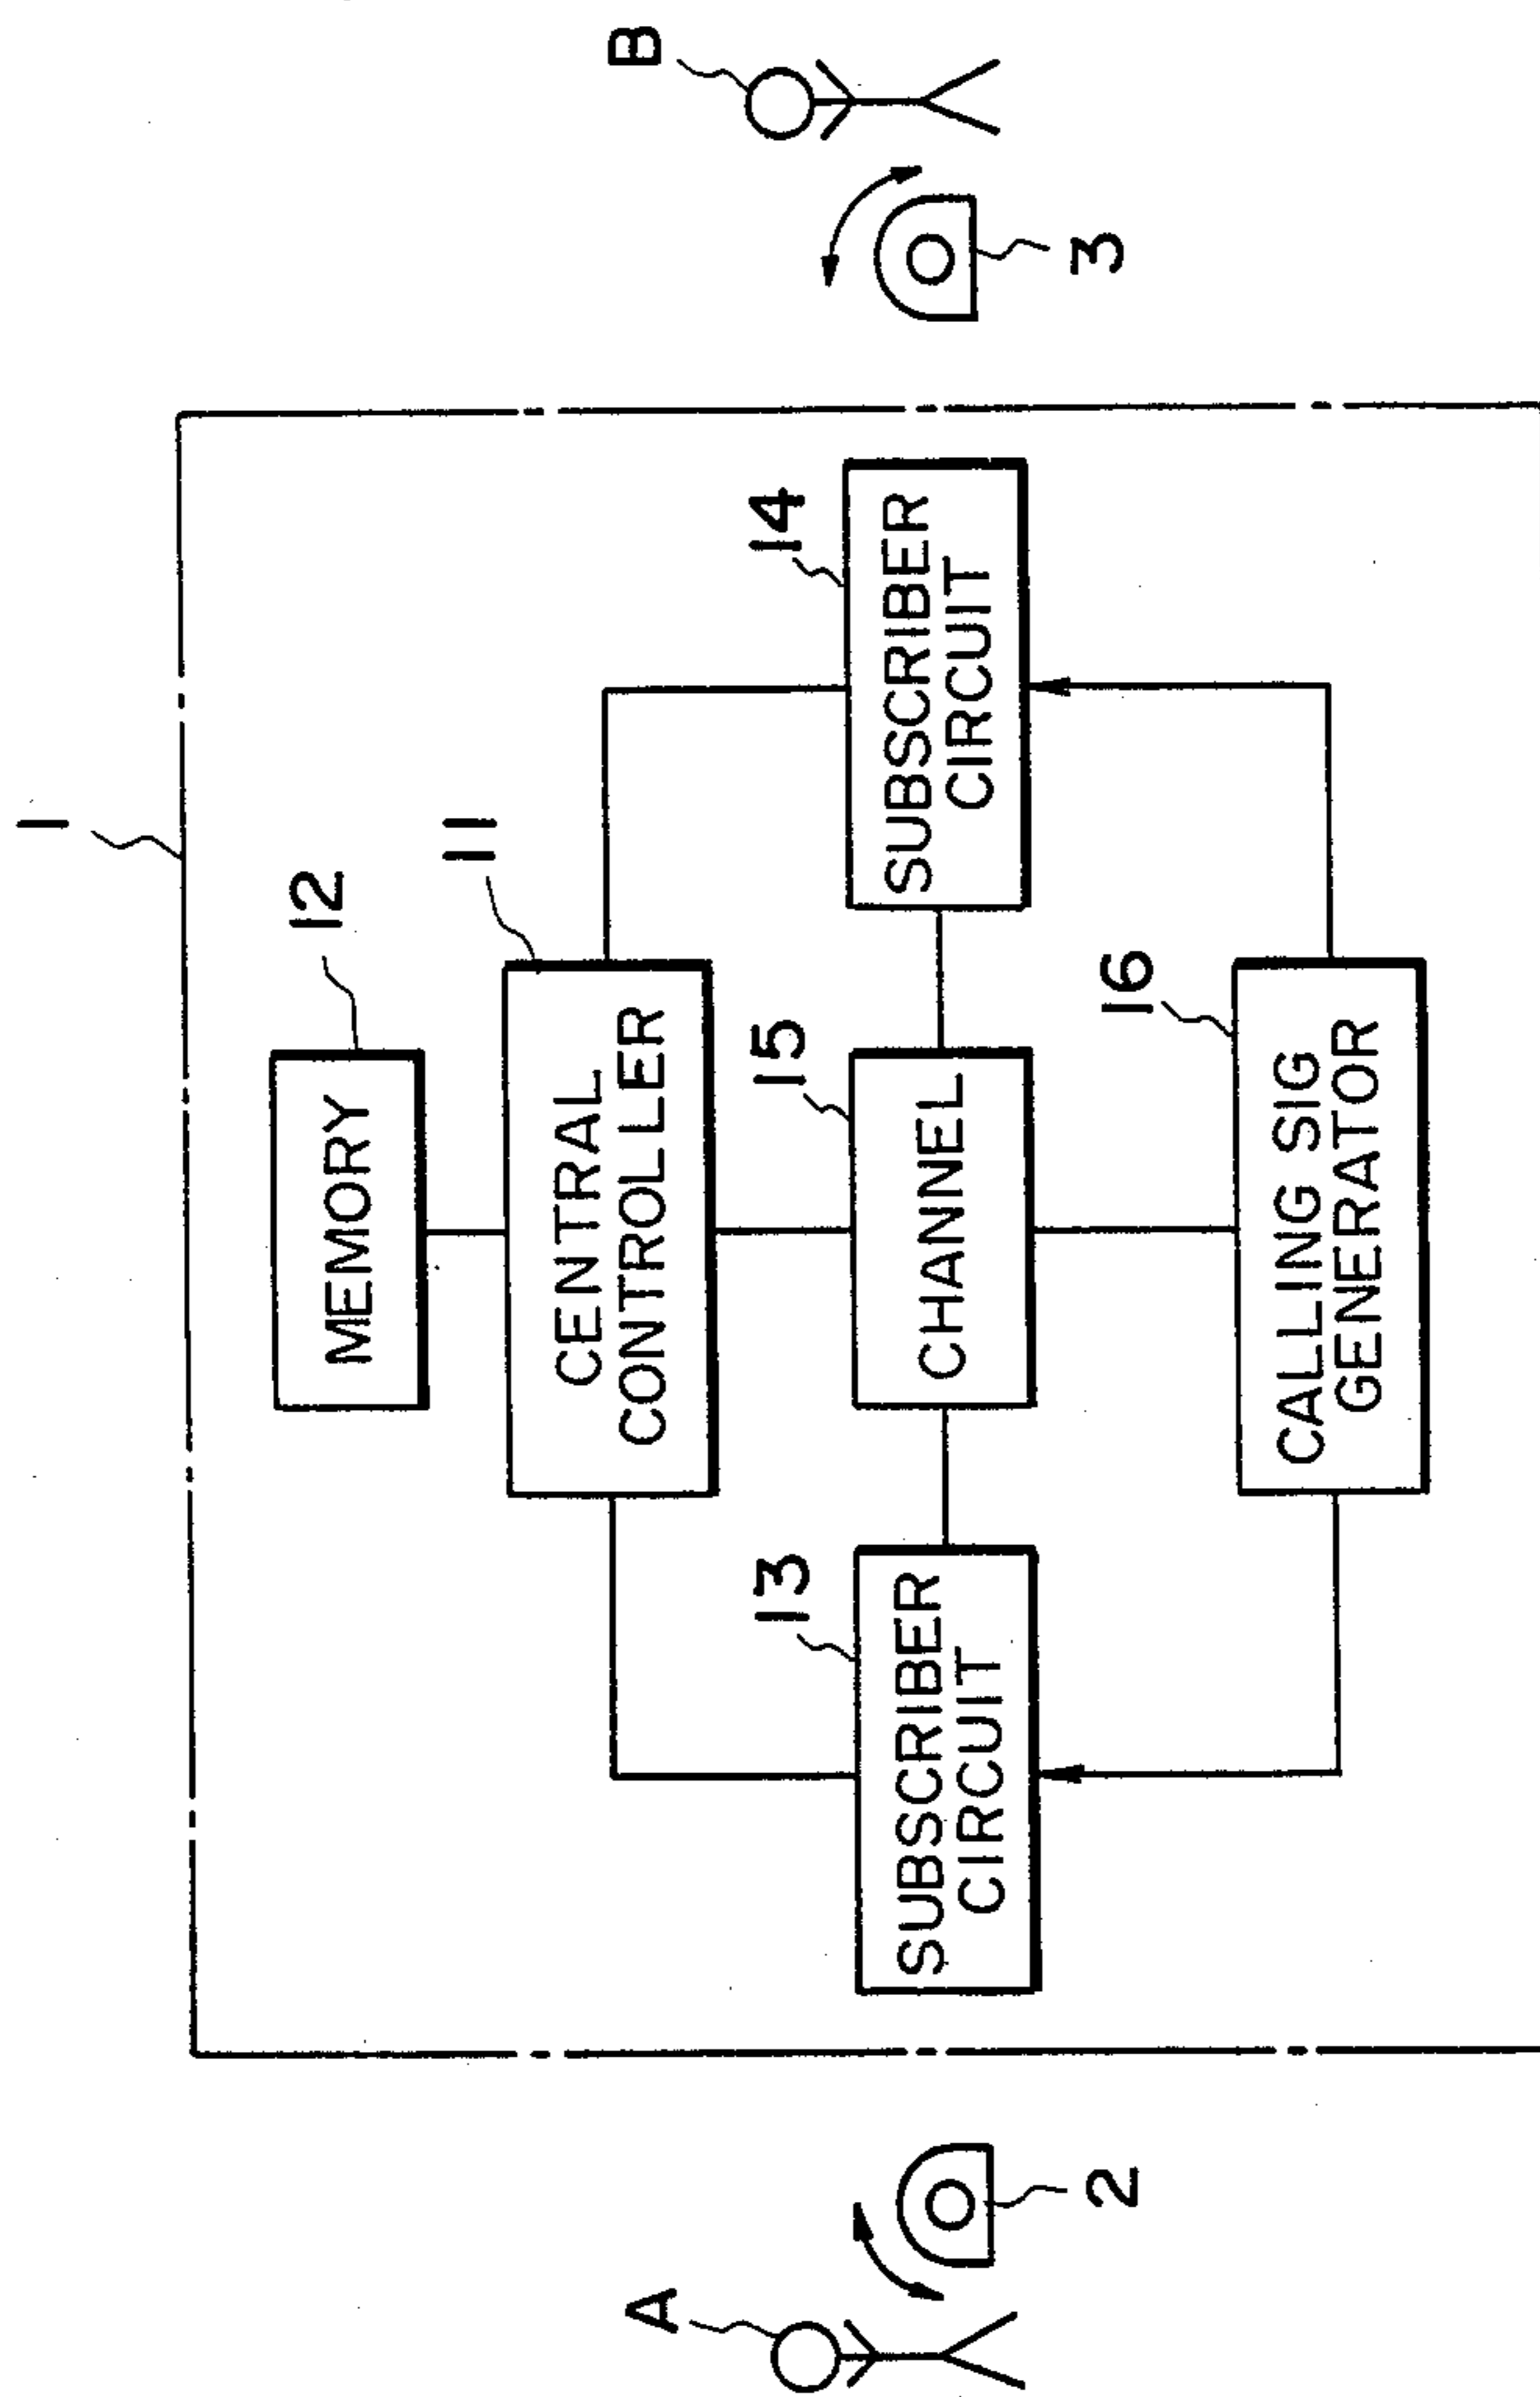 1
12
MEMORY
11
CENTRAL
CONTROLLER
A
B
13
15
14
SUBSCRIBER
CIRCUIT
CHANNEL
SUBSCRIBER
CIRCUIT
2
3
16
CALLING SIG
GENERATOR